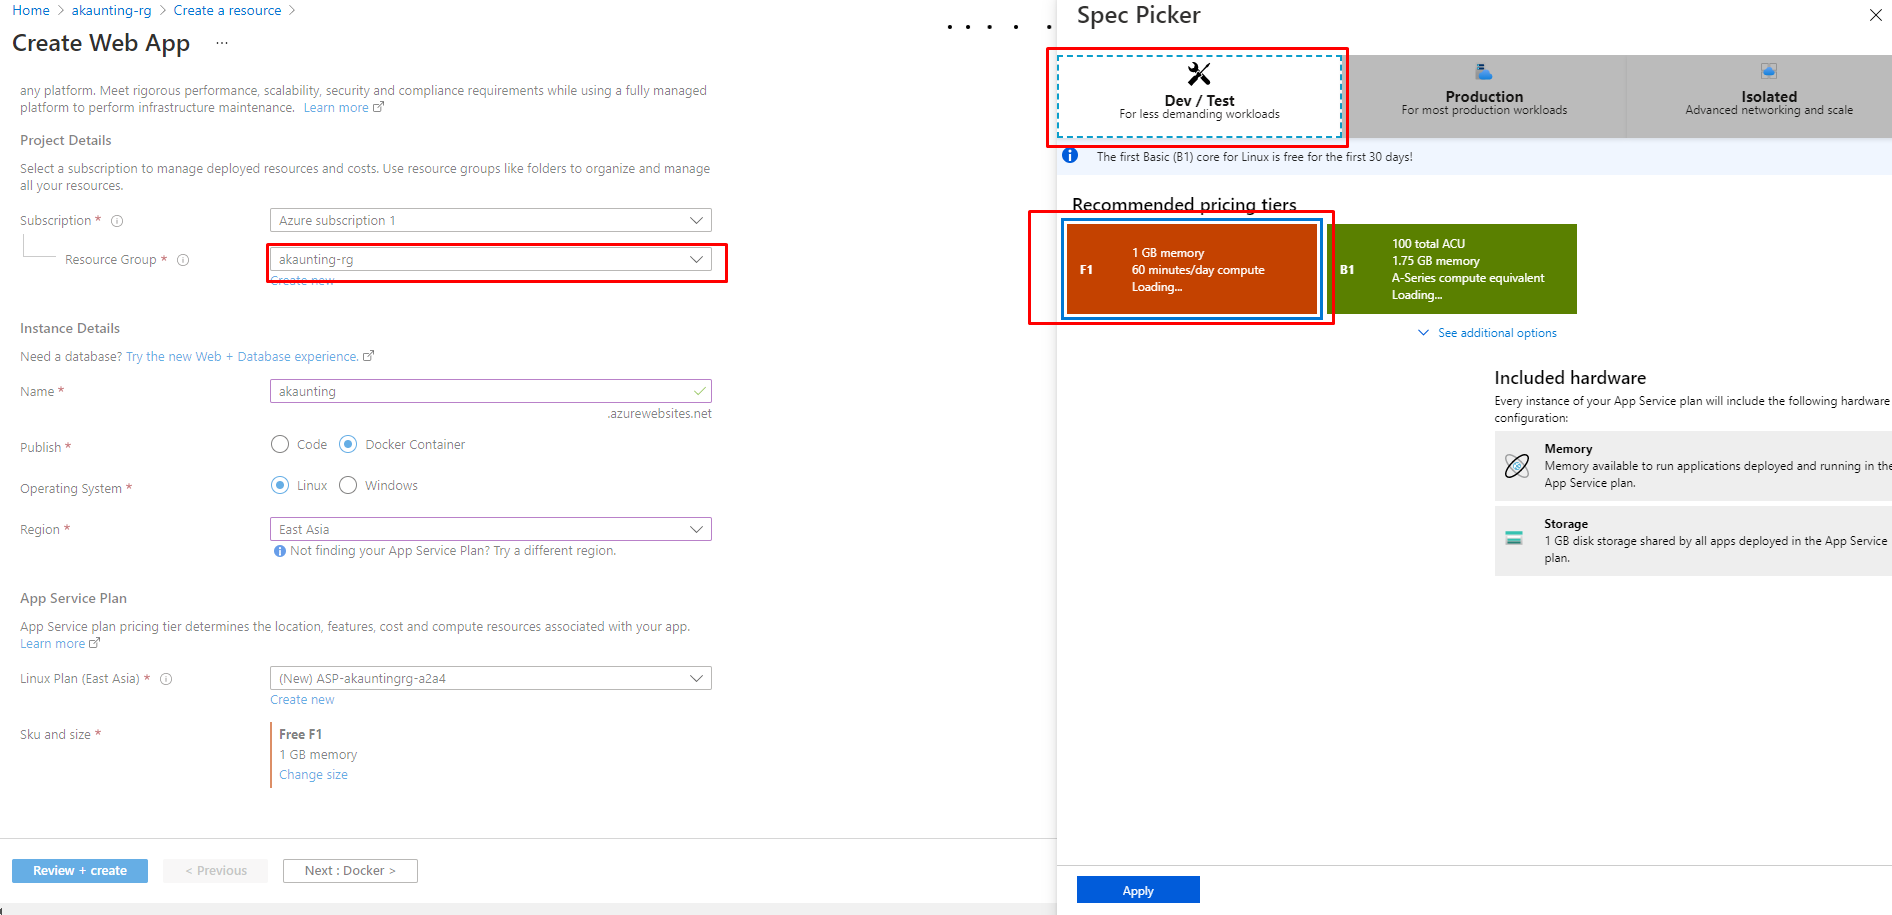 Home > akaunting-rg > Create a resource >
Create Web App ...
any platform. Meet rigorous performance, scalability, security and compliance requirements while using a fully managed
platform to perform infrastructure maintenance. Learn more
Project Details
Select a subscription to manage deployed resources and costs. Use resource groups like folders to organize and manage
all your resources.
Subscription *
Azure subscription 1
Resource Group *
akaunting-rg
Create new
Instance Details
Need a database? Try the new Web + Database experience.
Name *
akaunting
.azurewebsites.net
Publish *
Code
Docker Container
Operating System *
Linux
Windows
Region *
East Asia
Not finding your App Service Plan? Try a different region.
App Service Plan
App Service plan pricing tier determines the location, features, cost and compute resources associated with your app.
Learn more
Linux Plan (East Asia) *
(New) ASP-akauntingrg-a2a4
Create new
Sku and size *
Free F1
1 GB memory
Change size
Review + create
< Previous
Next : Docker >
Spec Picker
Dev / Test
For less demanding workloads
Production
For most production workloads
Isolated
Advanced networking and scale
The first Basic (B1) core for Linux is free for the first 30 days!
Recommended pricing tiers
F1
1 GB memory
60 minutes/day compute
Loading...
B1
100 total ACU
1.75 GB memory
A-Series compute equivalent
Loading...
See additional options
Included hardware
Every instance of your App Service plan will include the following hardware
configuration:
Memory
Memory available to run applications deployed and running in the
App Service plan.
Storage
1 GB disk storage shared by all apps deployed in the App Service
plan.
Apply